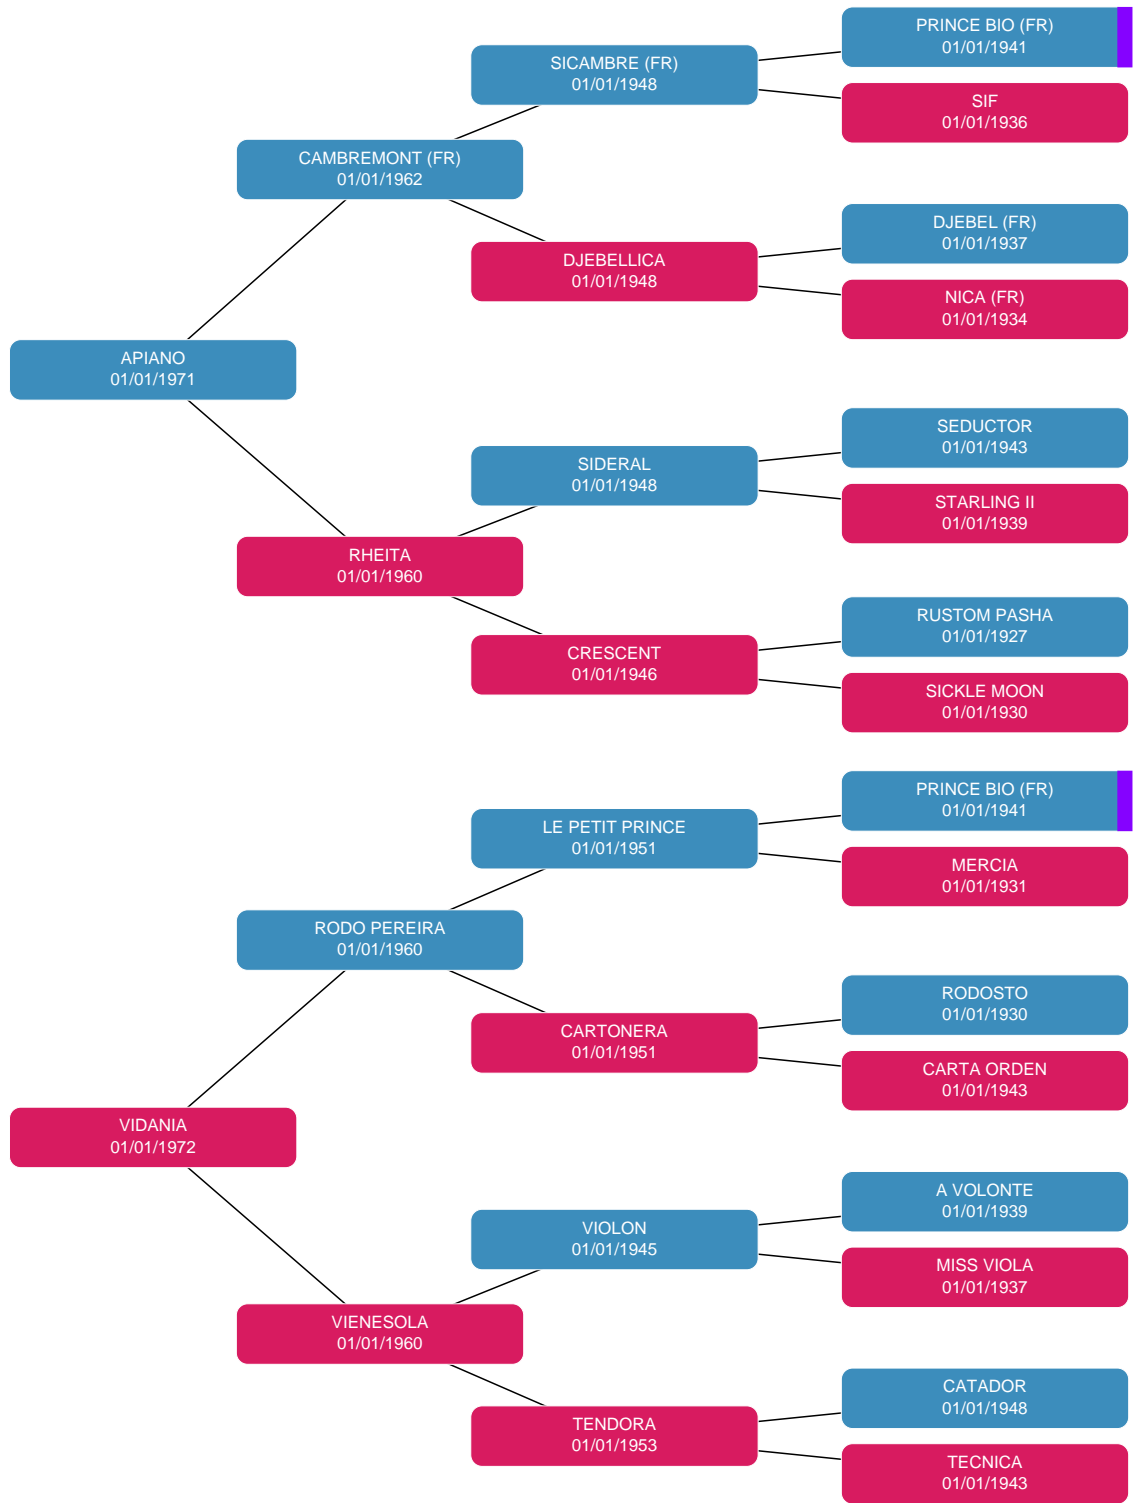 PRINCE BIO (FR)
01/01/1941
SICAMBRE (FR)
01/01/1948
SIF
01/01/1936
CAMBREMONT (FR)
01/01/1962
DJEBEL (FR)
01/01/1937
DJEBELLICA
01/01/1948
NICA (FR)
01/01/1934
APIANO
01/01/1971
SEDUCTOR
01/01/1943
SIDERAL
01/01/1948
STARLING II
01/01/1939
RHEITA
01/01/1960
RUSTOM PASHA
01/01/1927
CRESCENT
01/01/1946
SICKLE MOON
01/01/1930
PRINCE BIO (FR)
01/01/1941
LE PETIT PRINCE
01/01/1951
MERCIA
01/01/1931
RODO PEREIRA
01/01/1960
RODOSTO
01/01/1930
CARTONERA
01/01/1951
CARTA ORDEN
01/01/1943
VIDANIA
01/01/1972
A VOLONTE
01/01/1939
VIOLON
01/01/1945
MISS VIOLA
01/01/1937
VIENESOLA
01/01/1960
CATADOR
01/01/1948
TENDORA
01/01/1953
TECNICA
01/01/1943